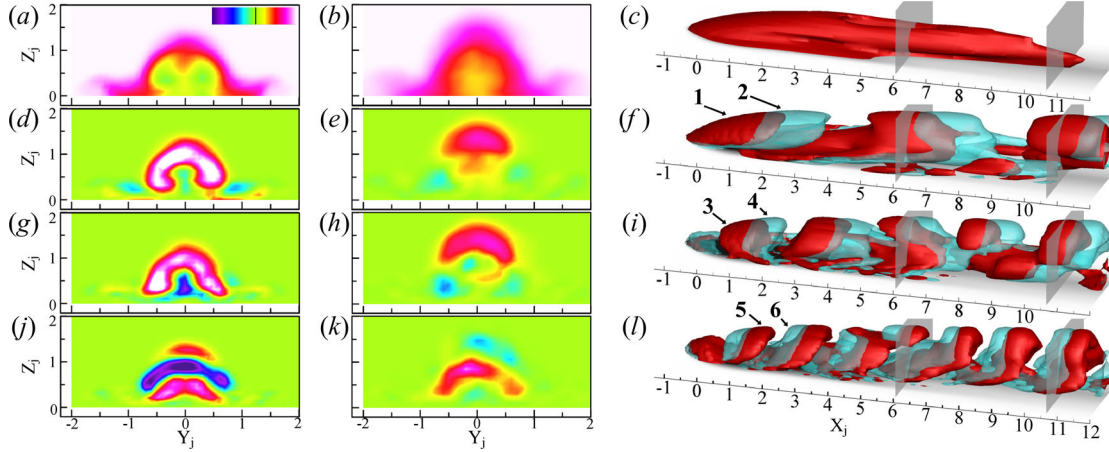 (a) (b) (c)
Z_j 2 1 0
-1 0 1 2 3 4 5 6 7 8 9 10 11
(d) (e) (f)
Z_j 2 1 0
1 2
-1 0 1 2 3 4 5 6 7 8 9 10 11 12
(g) (h) (i)
Z_j 2 1 0
3 4
-1 0 1 2 3 4 5 6 7 8 9 10 11
(j) (k) (l)
Z_j 2 1 0
5 6
-1 0 1 2 3 4 5 6 7 8 9 10 11 12
-2 -1 0 1 2 -1 0 1 2
Y_j Y_j X_j